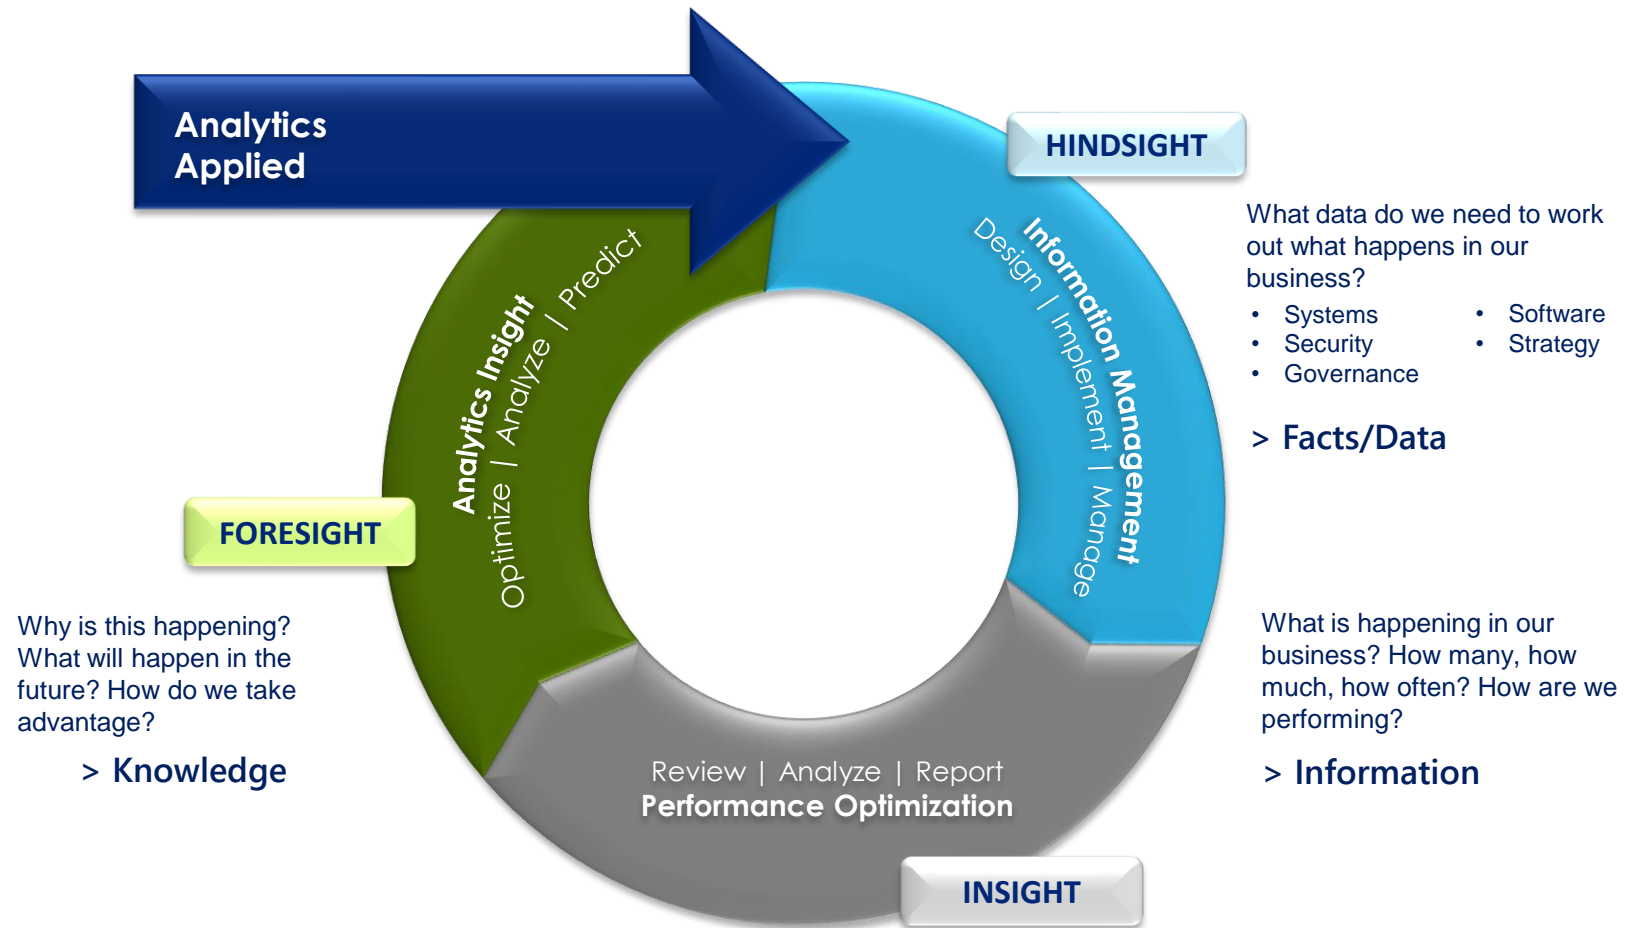 Analytics
Applied
HINDSIGHT
What data do we need to work
out what happens in our
business?
• Systems
• Security
• Governance
• Software
• Strategy
> Facts/Data
Information Management
Design | Implement | Manage
What is happening in our
business? How many, how
much, how often? How are we
performing?
> Information
Review | Analyze | Report
Performance Optimization
INSIGHT
Analytics Insight
Optimize | Analyze | Predict
FORESIGHT
Why is this happening?
What will happen in the
future? How do we take
advantage?
> Knowledge